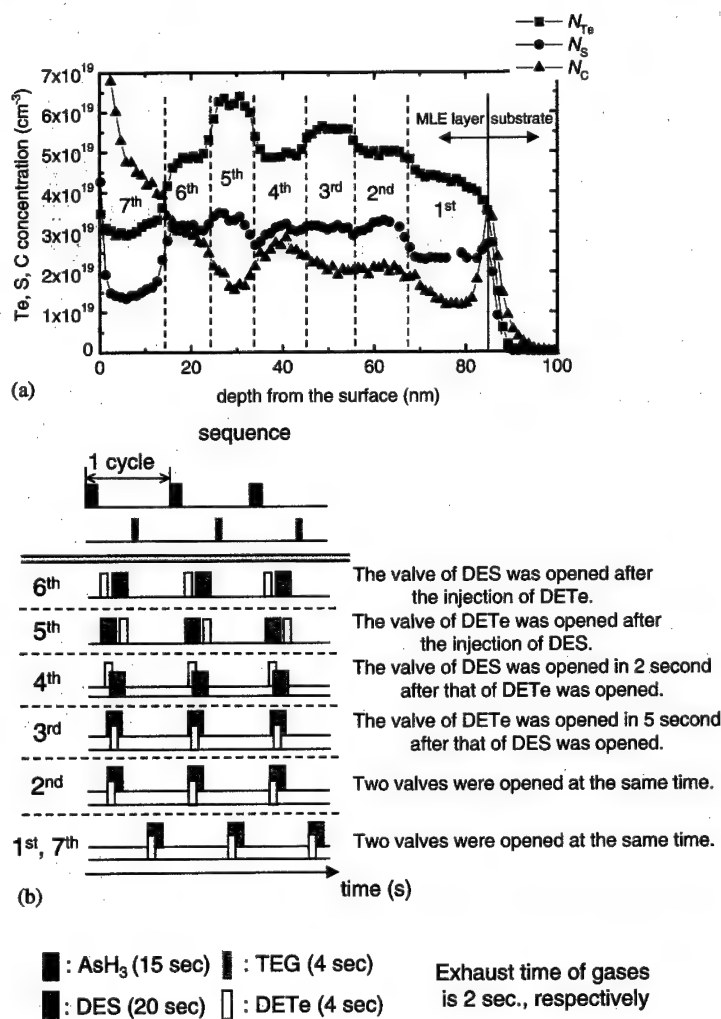 N_Te
N_S
N_C
7x10^19
6x10^19
5x10^19
4x10^19
3x10^19
2x10^19
1x10^19
0
Te, S, C concentration (cm^-3)
MLE layer substrate
7th
6th
5th
4th
3rd
2nd
1st
0 20 40 60 80 100
depth from the surface (nm)
(a)
sequence
1 cycle
6th The valve of DES was opened after
the injection of DETe.
5th The valve of DETe was opened after
the injection of DES.
4th The valve of DES was opened in 2 second
after that of DETe was opened.
3rd The valve of DETe was opened in 5 second
after that of DES was opened.
2nd Two valves were opened at the same time.
1st, 7th Two valves were opened at the same time.
time (s)
(b)
: AsH3 (15 sec) : TEG (4 sec)
: DES (20 sec) : DETe (4 sec)
Exhaust time of gases
is 2 sec., respectively